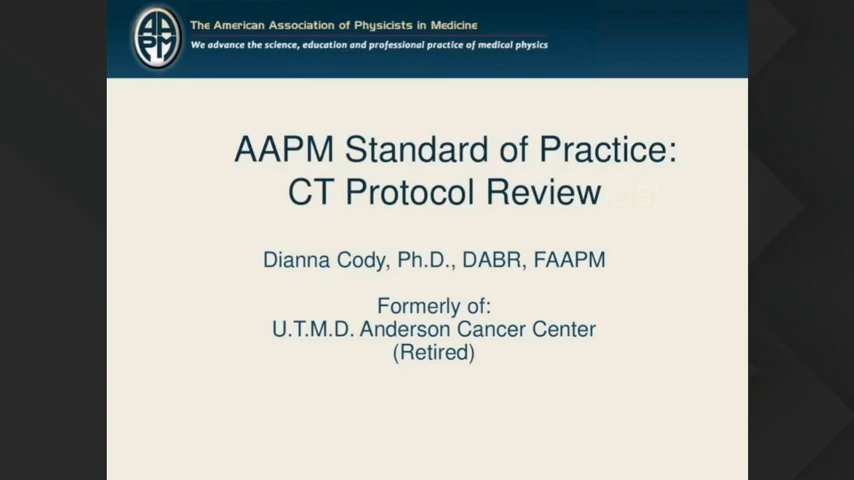 AAPM
The American Association of Physicists in Medicine
We advance the science, education and professional practice of medical physics
AAPM Standard of Practice:
CT Protocol Review
Dianna Cody, Ph.D., DABR, FAAPM
Formerly of:
U.T.M.D. Anderson Cancer Center
(Retired)